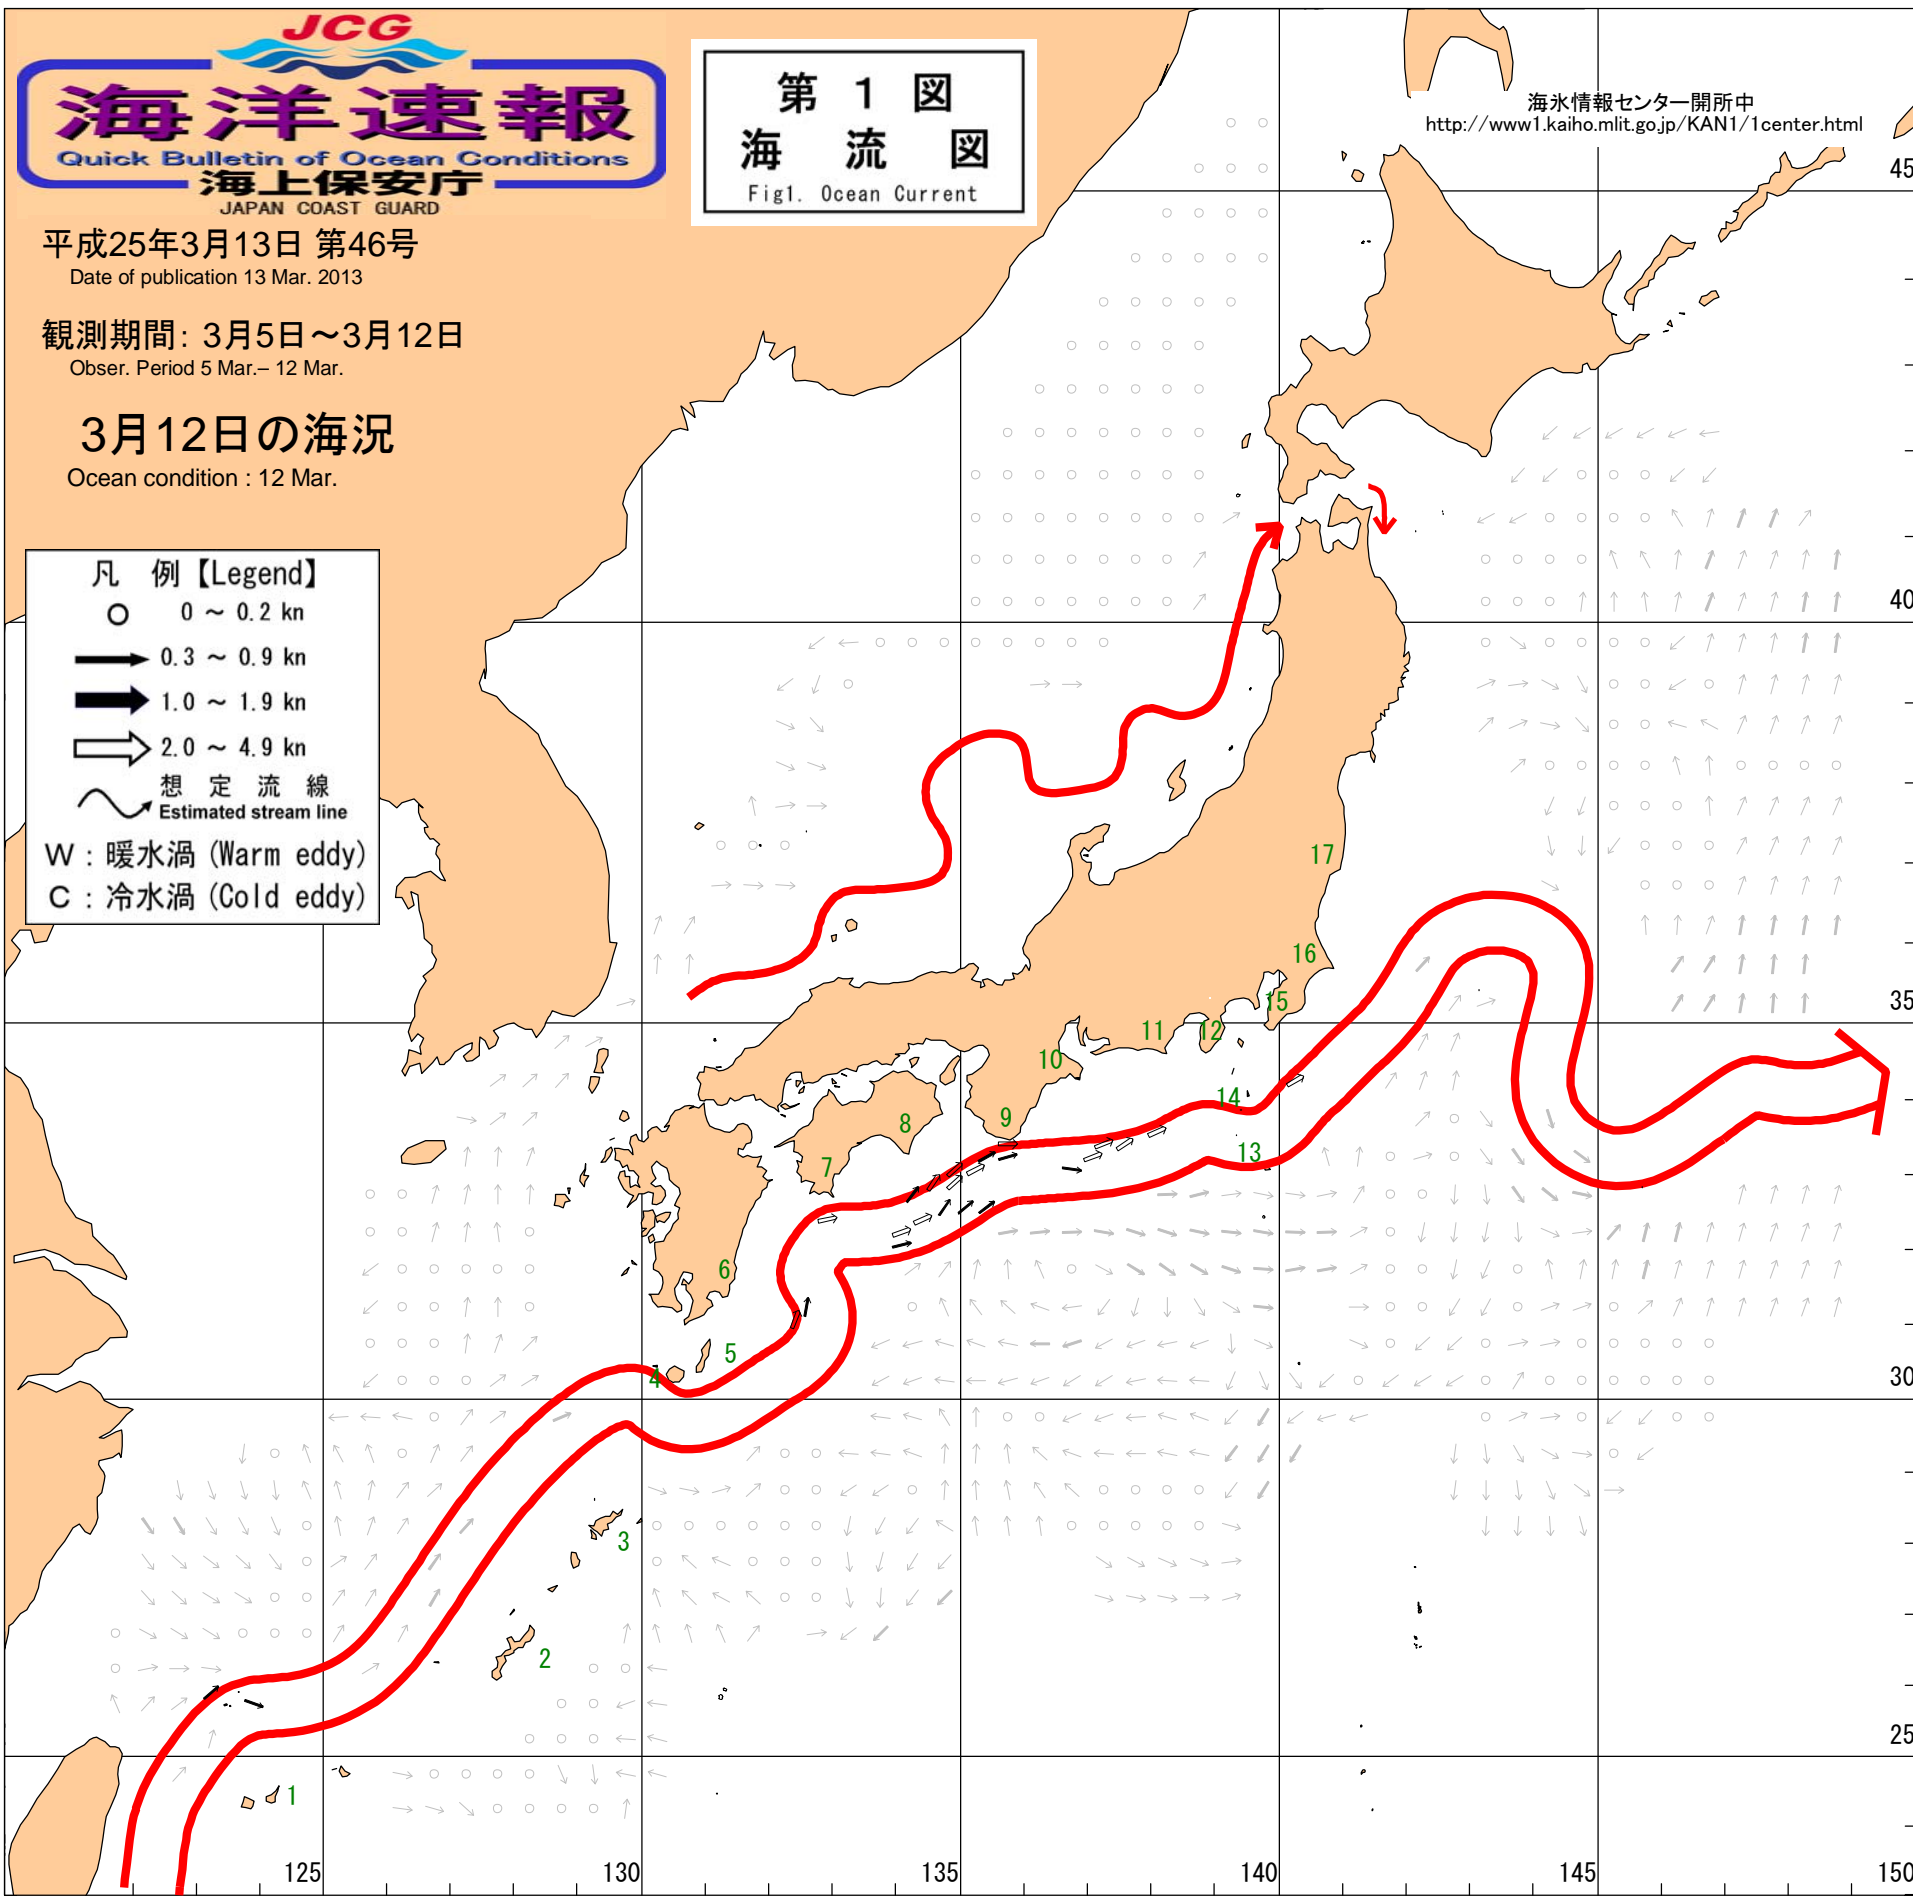 JCG
海洋速報
Quick Bulletin of Ocean Conditions
海上保安庁
JAPAN COAST GUARD
第 1 図
海 流 図
Fig1. Ocean Current
海氷情報センター開所中
http://www1.kaiho.mlit.go.jp/KAN1/1center.html
平成25年3月13日 第46号
Date of publication 13 Mar. 2013
観測期間: 3月5日～3月12日
Obser. Period 5 Mar.– 12 Mar.
3月12日の海況
Ocean condition : 12 Mar.
凡 例【Legend】
0 ～ 0.2 kn
0.3 ～ 0.9 kn
1.0 ～ 1.9 kn
2.0 ～ 4.9 kn
想 定 流 線
Estimated stream line
W : 暖水渦 (Warm eddy)
C : 冷水渦 (Cold eddy)
45
40
35
30
25
17
16
15
11
12
10
14
9
8
13
7
6
5
4
3
2
1
125
130
135
140
145
150